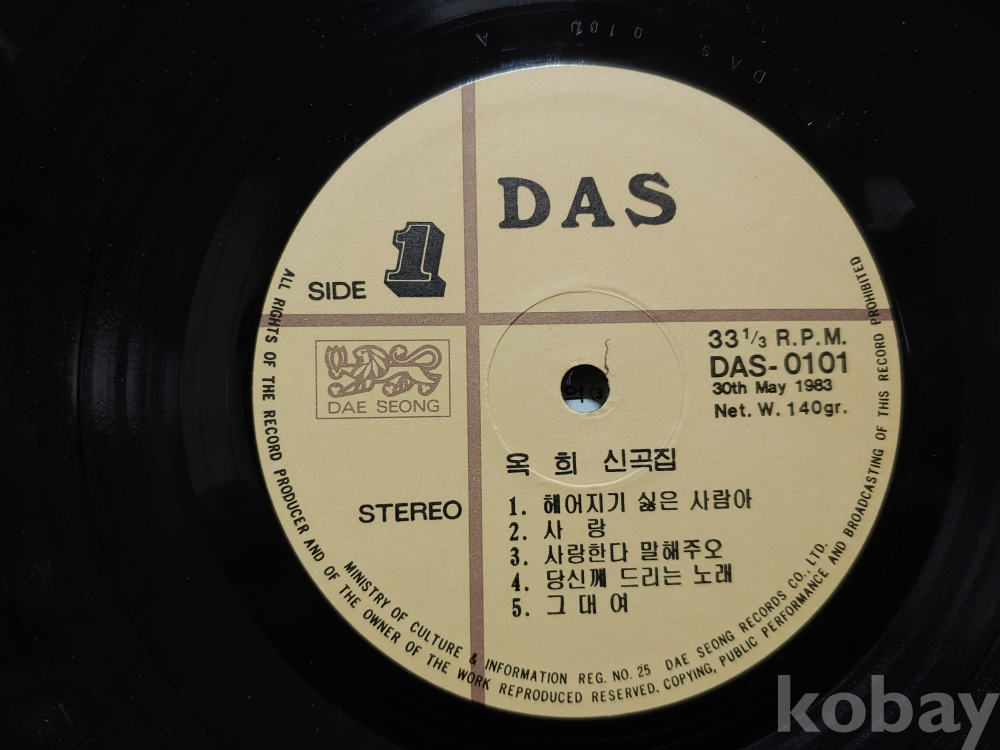 DAS 0102 A
DAS
SIDE 1
33 1/3 R.P.M.
DAS-0101
30th May 1983
Net. W. 140gr.
DAE SEONG
STEREO
옥 희 신곡집
1. 헤어지기 싫은 사람아
2. 사 랑
3. 사랑한다 말해주오
4. 당신께 드리는 노래
5. 그 대 여
ALL RIGHTS OF THE RECORD PRODUCER AND OF THE OWNER OF THE WORK REPRODUCED RESERVED. COPYING, PUBLIC PERFORMANCE AND BROADCASTING OF THIS RECORD PROHIBITED
MINISTRY OF CULTURE & INFORMATION REG. NO. 25 DAE SEONG RECORDS CO., LTD.
kobay